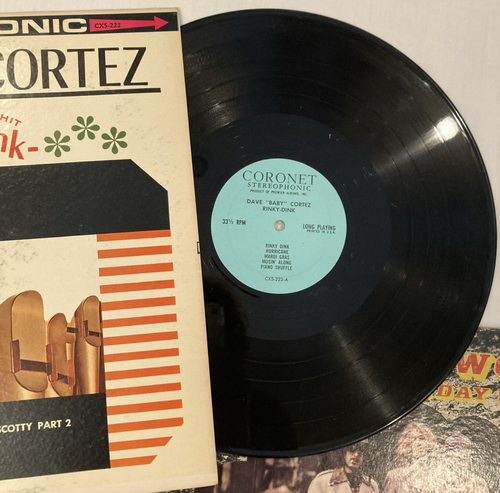 ONIC
CXS-223
CORTEZ
HIT
nk-
SCOTTY PART 2
CORONET
STEREOPHONIC
PRODUCT OF PREMIER ALBUMS, INC.
DAVE "BABY" CORTEZ
RINKY-DINK
33⅓ RPM
LONG PLAYING
PRINTED IN U.S.A.
RINKY DINK
HURRICANE
MARDI GRAS
MOSIN' ALONG
PIANO SHUFFLE
CXS-223-A
DAY